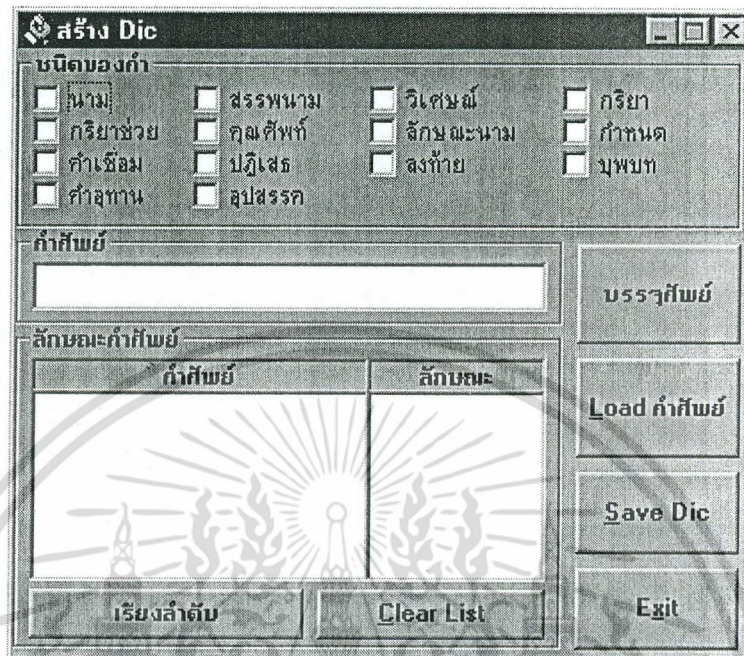 สร้าง Dic
ชนิดของคำ
นาม สรรพนาม วิเศษณ์ กริยา
กริยาช่วย คุณศัพท์ ลักษณะนาม กำหนด
คำเชื่อม ปฏิเสธ ลงท้าย บุพบท
คำอุทาน อุปสรรค
คำศัพย์
บรรจุศัพย์
ลักษณะคำศัพย์
คำศัพย์ ลักษณะ
Load คำศัพย์
Save Dic
เรียงลำดับ Clear List Exit